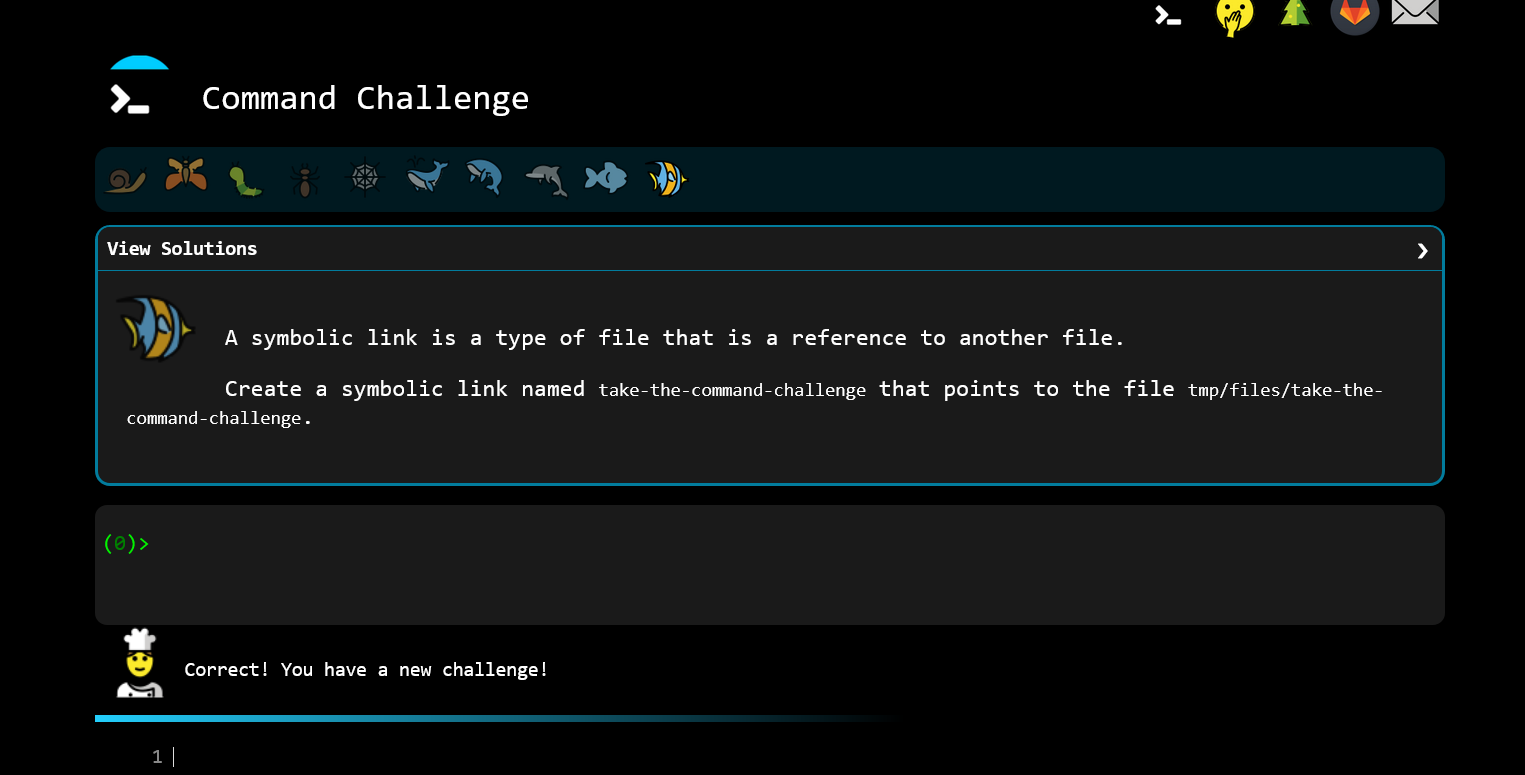 Command Challenge
View Solutions
A symbolic link is a type of file that is a reference to another file.
Create a symbolic link named take-the-command-challenge that points to the file tmp/files/take-the-
command-challenge.
(0)>
Correct! You have a new challenge!
1